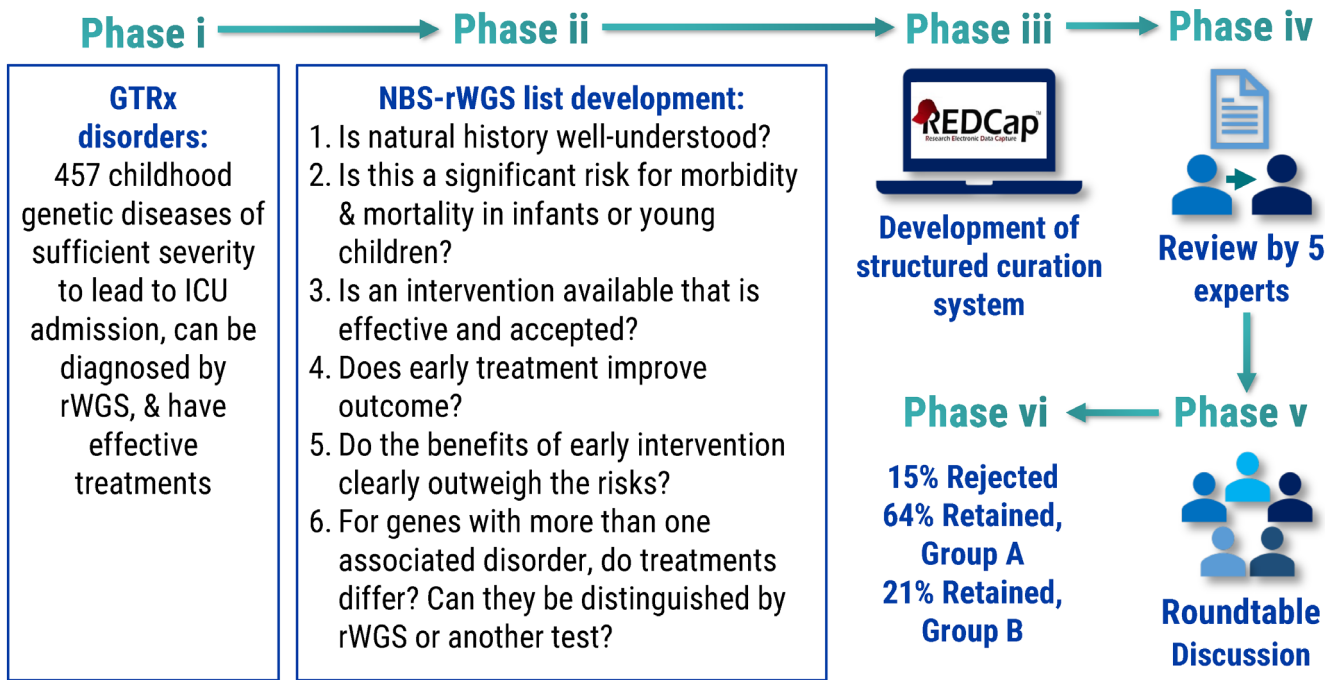 Phase i
Phase ii
Phase iii
Phase iv
GTRx
disorders:
457 childhood
genetic diseases of
sufficient severity
to lead to ICU
admission, can be
diagnosed by
rWGS, & have
effective
treatments
NBS-rWGS list development:
1. Is natural history well-understood?
2. Is this a significant risk for morbidity
& mortality in infants or young
children?
3. Is an intervention available that is
effective and accepted?
4. Does early treatment improve
outcome?
5. Do the benefits of early intervention
clearly outweigh the risks?
6. For genes with more than one
associated disorder, do treatments
differ? Can they be distinguished by
rWGS or another test?
REDCap™
Research Electronic Data Capture
Development of
structured curation
system
Review by 5
experts
Phase v
Roundtable
Discussion
Phase vi
15% Rejected
64% Retained,
Group A
21% Retained,
Group B